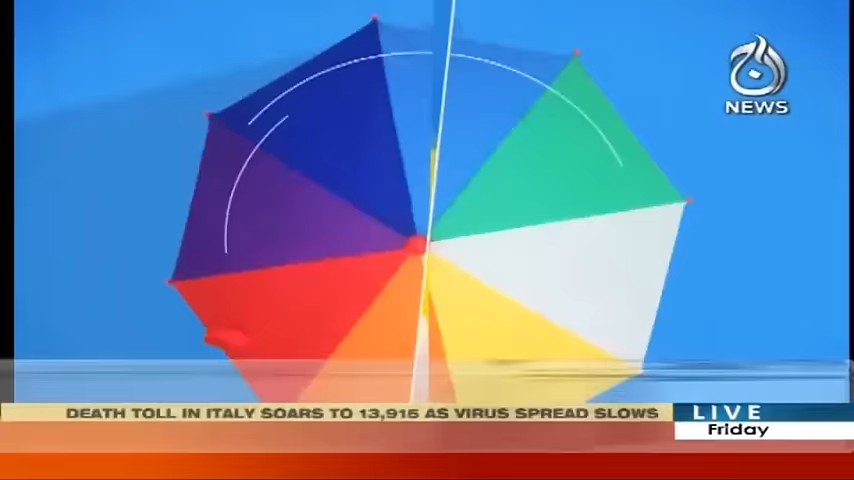 NEWS
DEATH TOLL IN ITALY SOARS TO 13,915 AS VIRUS SPREAD SLOWS
LIVE
Friday